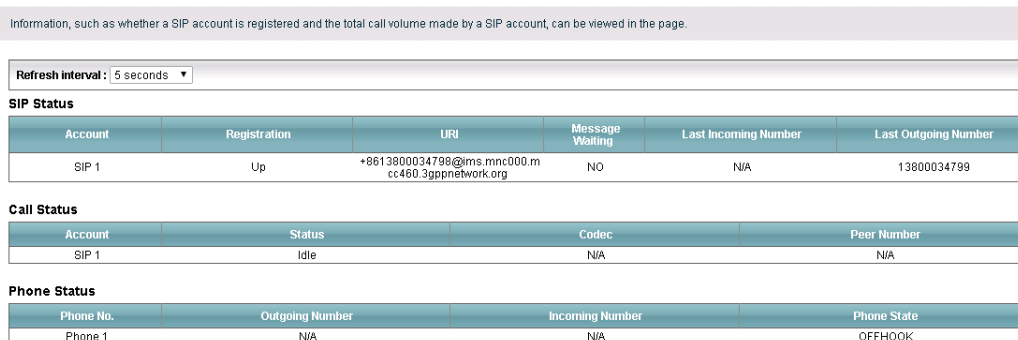 Information, such as whether a SIP account is registered and the total call volume made by a SIP account, can be viewed in the page.
Refresh interval : 5 seconds
SIP Status
Account Registration URI Message Waiting Last Incoming Number Last Outgoing Number
SIP 1 Up +8613800034798@ims.mnc000.mcc460.3gppnetwork.org NO N/A 13800034799
Call Status
Account Status Codec Peer Number
SIP 1 Idle N/A N/A
Phone Status
Phone No. Outgoing Number Incoming Number Phone State
Phone 1 N/A N/A OFFHOOK